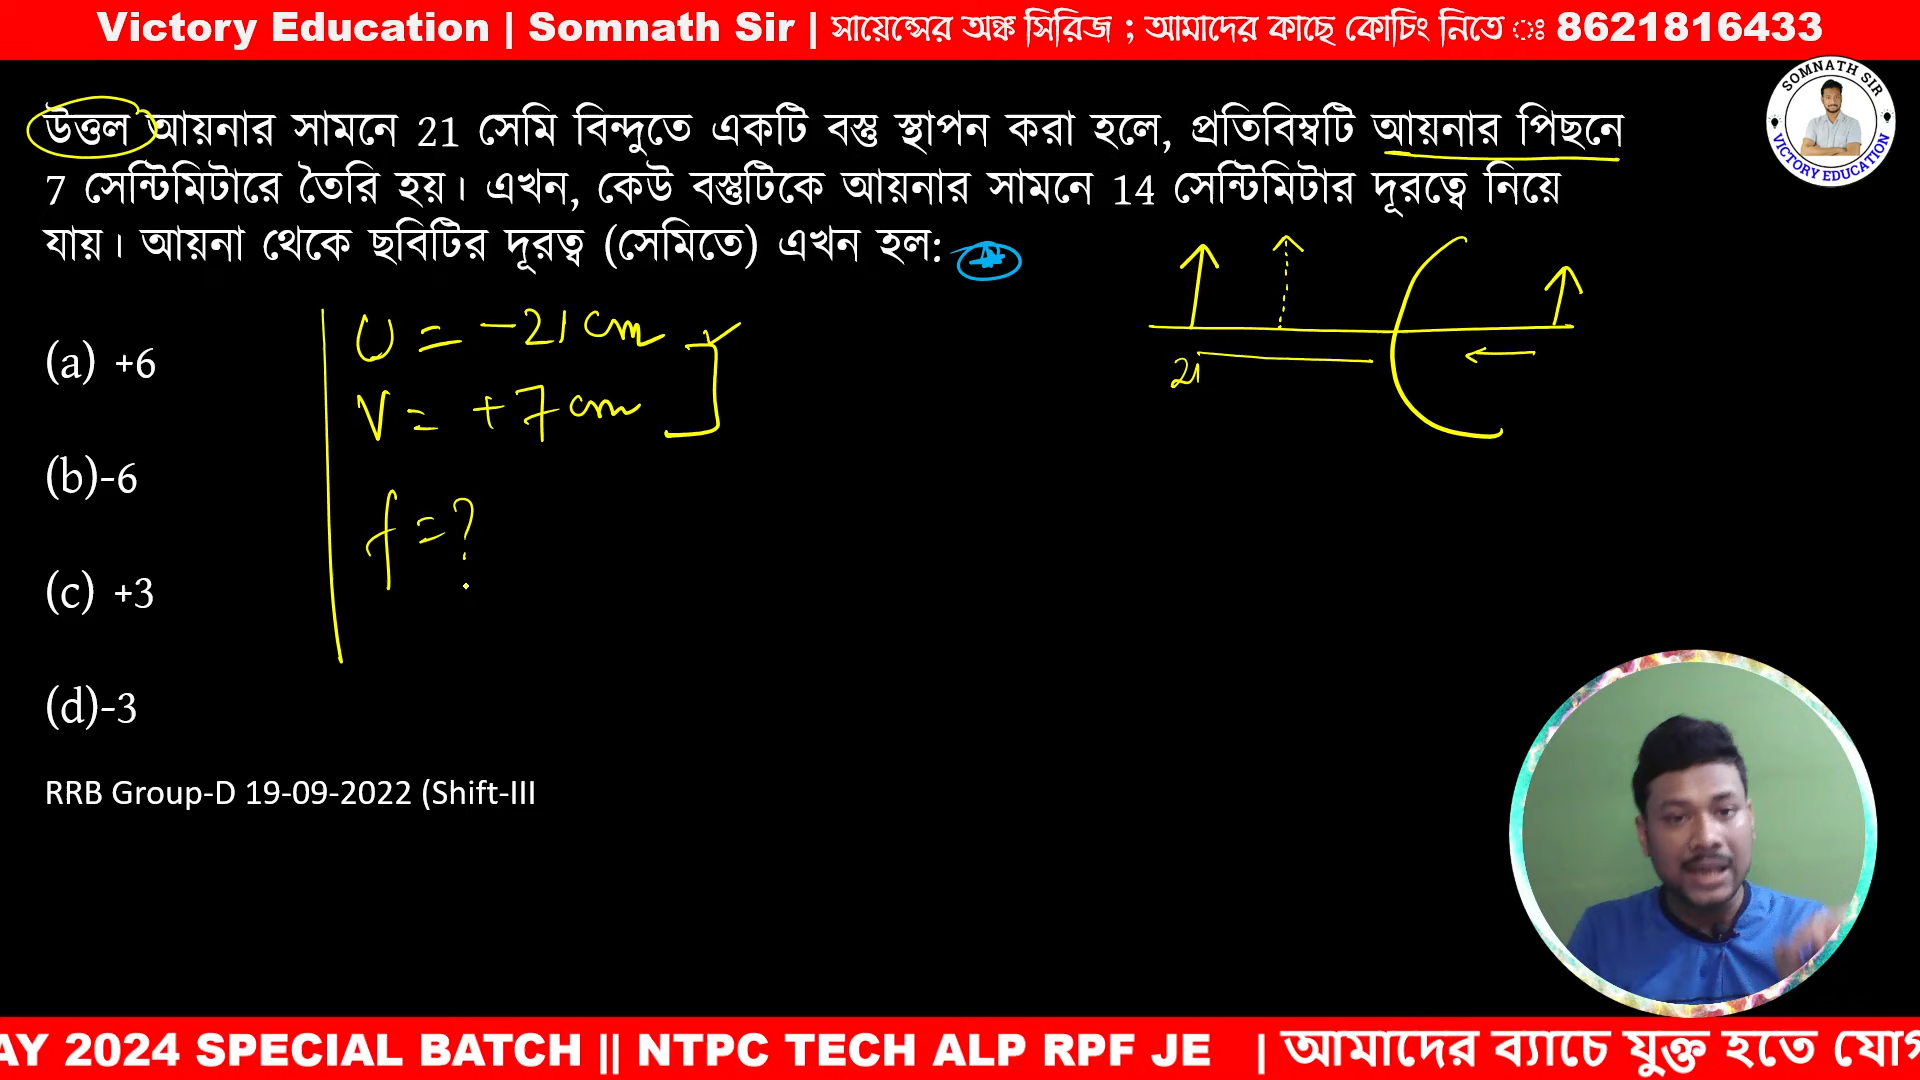 Victory Education | Somnath Sir | সায়েন্সের অঙ্ক সিরিজ ; আমাদের কাছে কোচিং নিতে ঃ 8621816433
SOMNATH SIR
VICTORY EDUCATION
উত্তল আয়নার সামনে 21 সেমি বিন্দুতে একটি বস্তু স্থাপন করা হলে, প্রতিবিম্বটি আয়নার পিছনে
7 সেন্টিমিটারে তৈরি হয়। এখন, কেউ বস্তুটিকে আয়নার সামনে 14 সেন্টিমিটার দূরত্বে নিয়ে
যায়। আয়না থেকে ছবিটির দূরত্ব (সেমিতে) এখন হল:
(a) +6
(b)-6
(c) +3
(d)-3
U = -21 cm
V = +7 cm
f = ?
21
RRB Group-D 19-09-2022 (Shift-III
AY 2024 SPECIAL BATCH || NTPC TECH ALP RPF JE | আমাদের ব্যাচে যুক্ত হতে